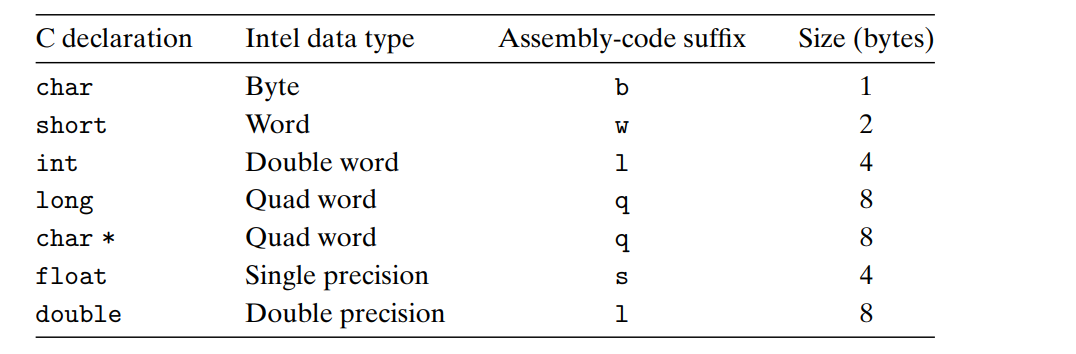 C declaration Intel data type Assembly-code suffix Size (bytes)
char Byte b 1
short Word w 2
int Double word l 4
long Quad word q 8
char * Quad word q 8
float Single precision s 4
double Double precision l 8